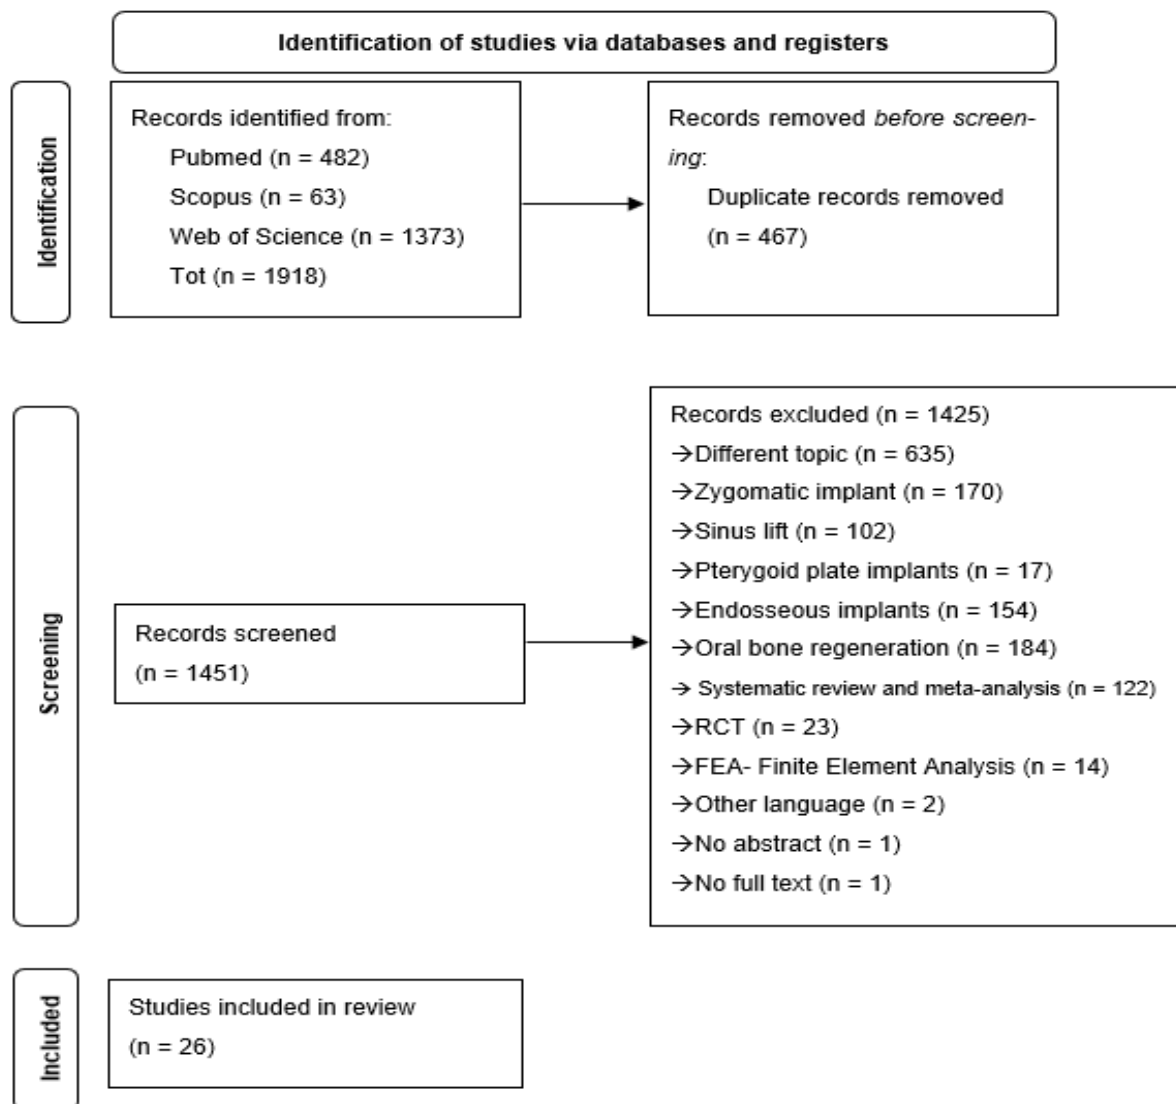 Identification of studies via databases and registers
Identification
Records identified from:
Pubmed (n = 482)
Scopus (n = 63)
Web of Science (n = 1373)
Tot (n = 1918)
Records removed before screen-
ing:
Duplicate records removed
(n = 467)
Screening
Records screened
(n = 1451)
Records excluded (n = 1425)
→Different topic (n = 635)
→Zygomatic implant (n = 170)
→Sinus lift (n = 102)
→Pterygoid plate implants (n = 17)
→Endosseous implants (n = 154)
→Oral bone regeneration (n = 184)
→ Systematic review and meta-analysis (n = 122)
→RCT (n = 23)
→FEA- Finite Element Analysis (n = 14)
→Other language (n = 2)
→No abstract (n = 1)
→No full text (n = 1)
Included
Studies included in review
(n = 26)